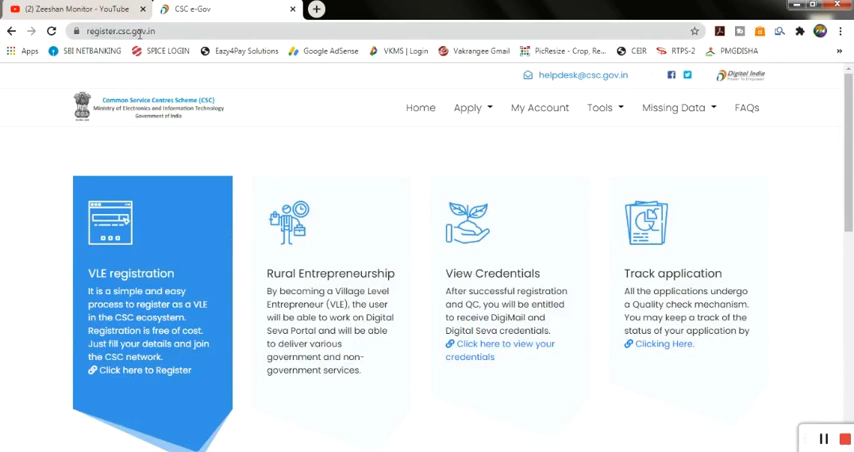 (2) Zeeshan Monitor - YouTube
CSC e-Gov
register.csc.gov.in
Apps SBI NETBANKING SPICE LOGIN Eazy4Pay Solutions Google AdSense VKMS | Login Vakrangee Gmail PicResize - Crop, Re... CEIR RTPS-2 PMGDISHA
helpdesk@csc.gov.in
Digital India
Power To Empower
Common Service Centres Scheme (CSC)
Ministry of Electronics and Information Technology
Government of India
Home Apply My Account Tools Missing Data FAQs
VLE registration
It is a simple and easy
process to register as a VLE
in the CSC ecosystem.
Registration is free of cost.
Just fill your details and join
the CSC network.
Click here to Register
Rural Entrepreneurship
By becoming a Village Level
Entrepreneur (VLE), the user
will be able to work on Digital
Seva Portal and will be able
to deliver various
government and non-
government services.
View Credentials
After successful registration
and QC, you will be entitled
to receive DigiMail and
Digital Seva credentials.
Click here to view your
credentials
Track application
All the applications undergo
a Quality check mechanism.
You may keep a track of the
status of your application by
Clicking Here.